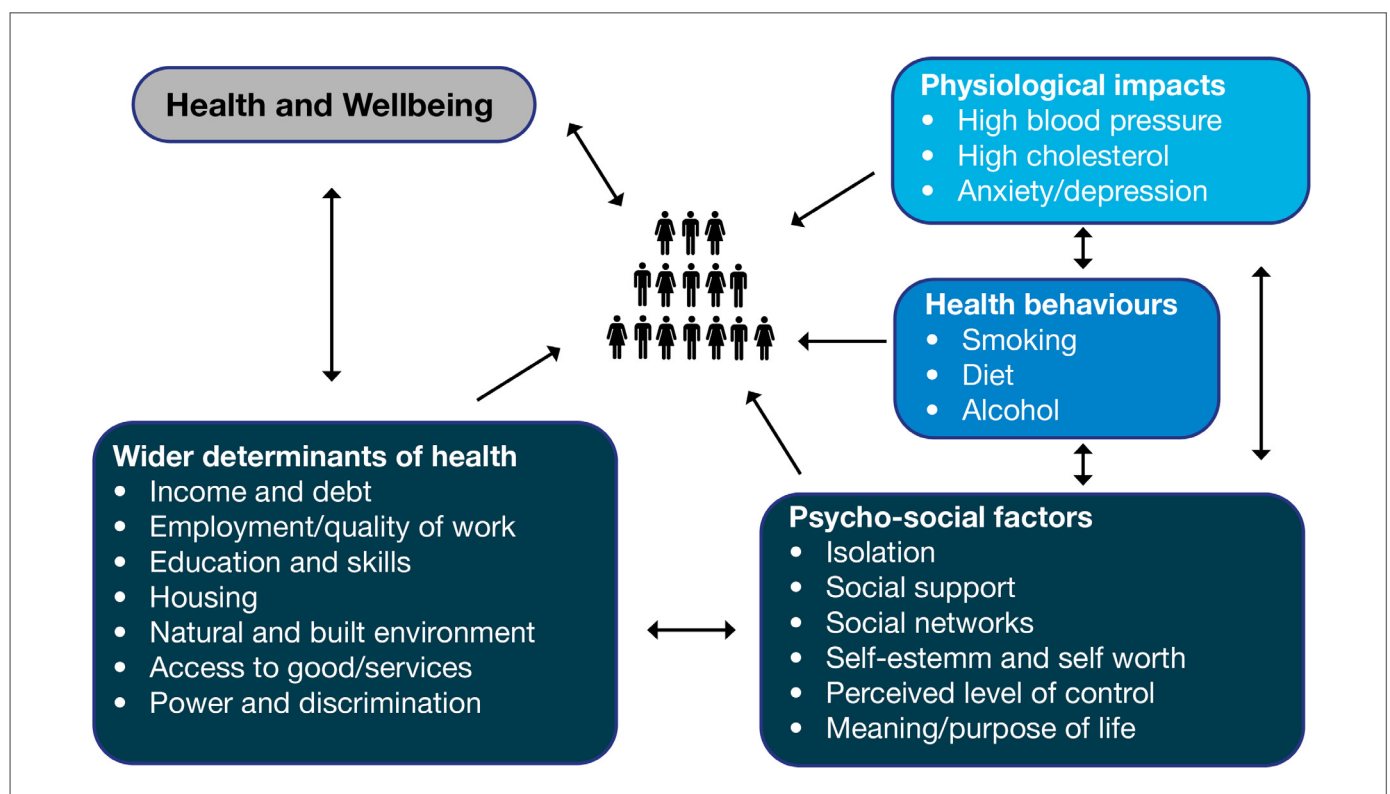 Health and Wellbeing
Physiological impacts
• High blood pressure
• High cholesterol
• Anxiety/depression
Health behaviours
• Smoking
• Diet
• Alcohol
Wider determinants of health
• Income and debt
• Employment/quality of work
• Education and skills
• Housing
• Natural and built environment
• Access to good/services
• Power and discrimination
Psycho-social factors
• Isolation
• Social support
• Social networks
• Self-estemm and self worth
• Perceived level of control
• Meaning/purpose of life